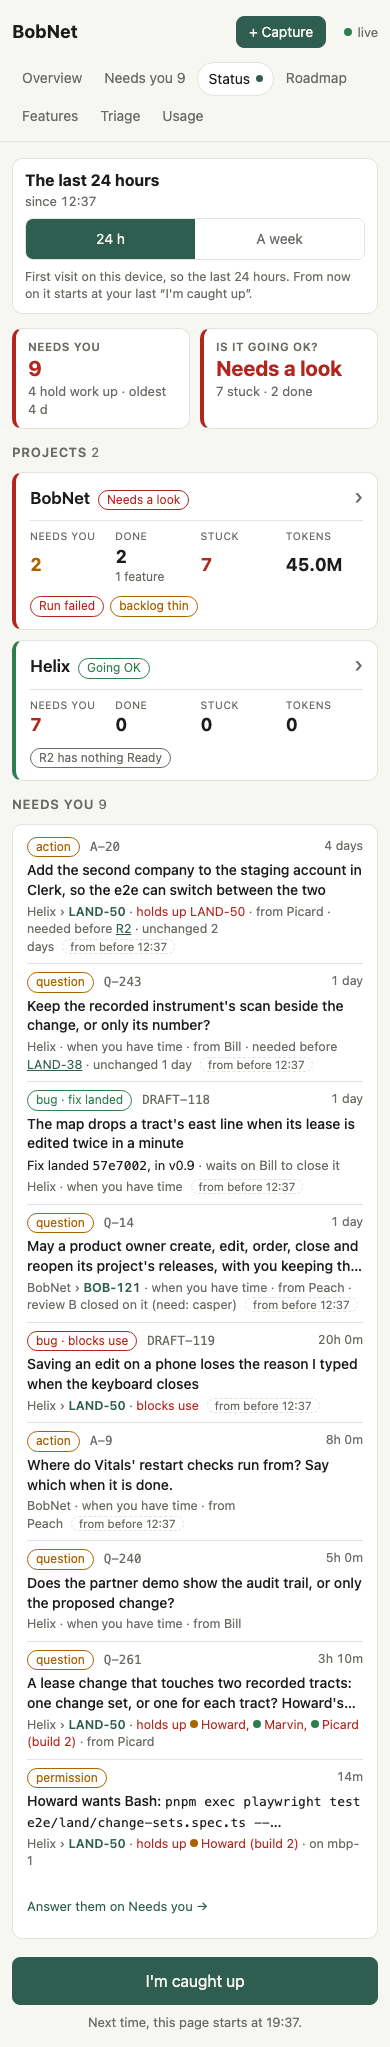 BobNet
+ Capture
live
Overview
Needs you 9
Status
Roadmap
Features
Triage
Usage
The last 24 hours
since 12:37
24 h
A week
First visit on this device, so the last 24 hours. From now
on it starts at your last “I'm caught up”.
NEEDS YOU
9
4 hold work up · oldest
4 d
IS IT GOING OK?
Needs a look
7 stuck · 2 done
PROJECTS 2
BobNet
Needs a look
›
NEEDS YOU
DONE
STUCK
TOKENS
2
2
1 feature
7
45.0M
Run failed
backlog thin
Helix
Going OK
›
NEEDS YOU
DONE
STUCK
TOKENS
7
0
0
0
R2 has nothing Ready
NEEDS YOU 9
action A-20 4 days
Add the second company to the staging account in
Clerk, so the e2e can switch between the two
Helix › LAND-50 · holds up LAND-50 · from Picard ·
needed before R2 · unchanged 2
days from before 12:37
question Q-243 1 day
Keep the recorded instrument's scan beside the
change, or only its number?
Helix · when you have time · from Bill · needed before
LAND-38 · unchanged 1 day from before 12:37
bug · fix landed DRAFT-118 1 day
The map drops a tract's east line when its lease is
edited twice in a minute
Fix landed 57e7002, in v0.9 · waits on Bill to close it
Helix · when you have time from before 12:37
question Q-14 1 day
May a product owner create, edit, order, close and
reopen its project's releases, with you keeping th...
BobNet › BOB-121 · when you have time · from Peach ·
review B closed on it (need: casper) from before 12:37
bug · blocks use DRAFT-119 20h 0m
Saving an edit on a phone loses the reason I typed
when the keyboard closes
Helix › LAND-50 · blocks use from before 12:37
action A-9 8h 0m
Where do Vitals' restart checks run from? Say
which when it is done.
BobNet · when you have time · from
Peach from before 12:37
question Q-240 5h 0m
Does the partner demo show the audit trail, or only
the proposed change?
Helix · when you have time · from Bill
question Q-261 3h 10m
A lease change that touches two recorded tracts:
one change set, or one for each tract? Howard's...
Helix › LAND-50 · holds up Howard, Marvin, Picard
(build 2) · from Picard
permission 14m
Howard wants Bash: pnpm exec playwright test
e2e/land/change-sets.spec.ts --...
Helix › LAND-50 · holds up Howard (build 2) · on mbp-
1
Answer them on Needs you →
I'm caught up
Next time, this page starts at 19:37.